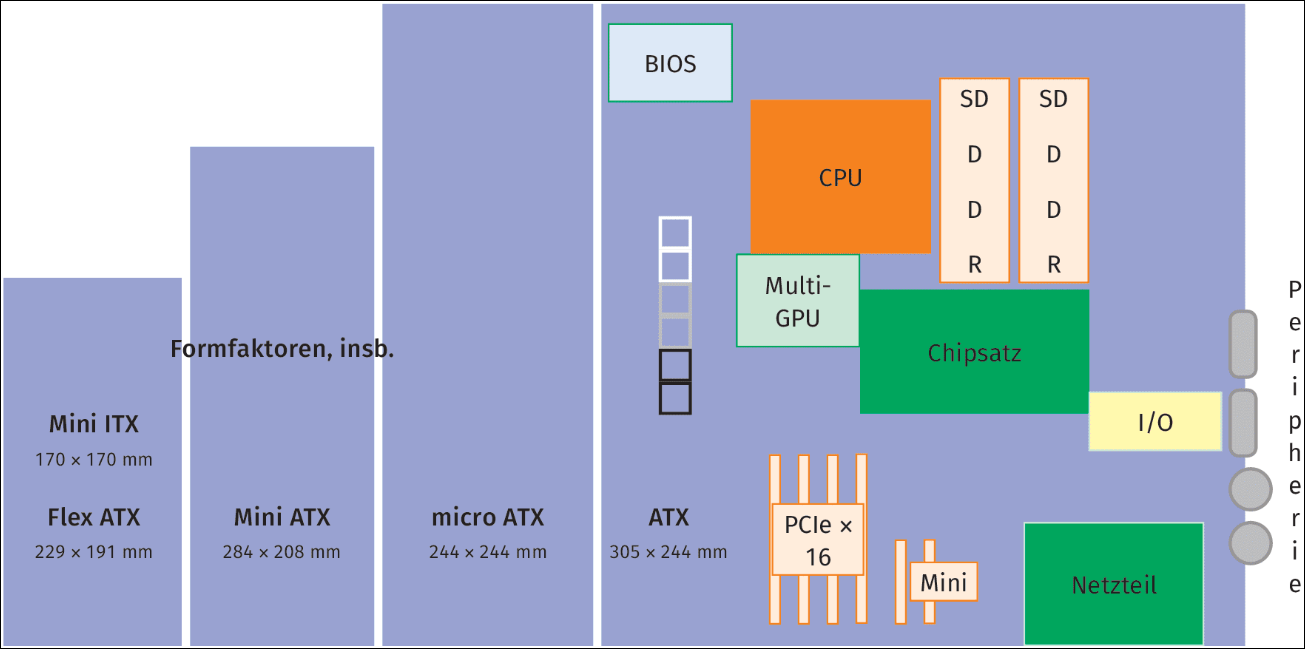 Formfaktoren, insb.
Mini ITX
170 × 170 mm
Flex ATX
229 × 191 mm
Mini ATX
284 × 208 mm
micro ATX
244 × 244 mm
ATX
305 × 244 mm
BIOS
CPU
SD
D
D
R
SD
D
D
R
Multi-
GPU
Chipsatz
I/O
PCIe ×
16
Mini
Netzteil
P
e
r
i
p
h
e
r
i
e